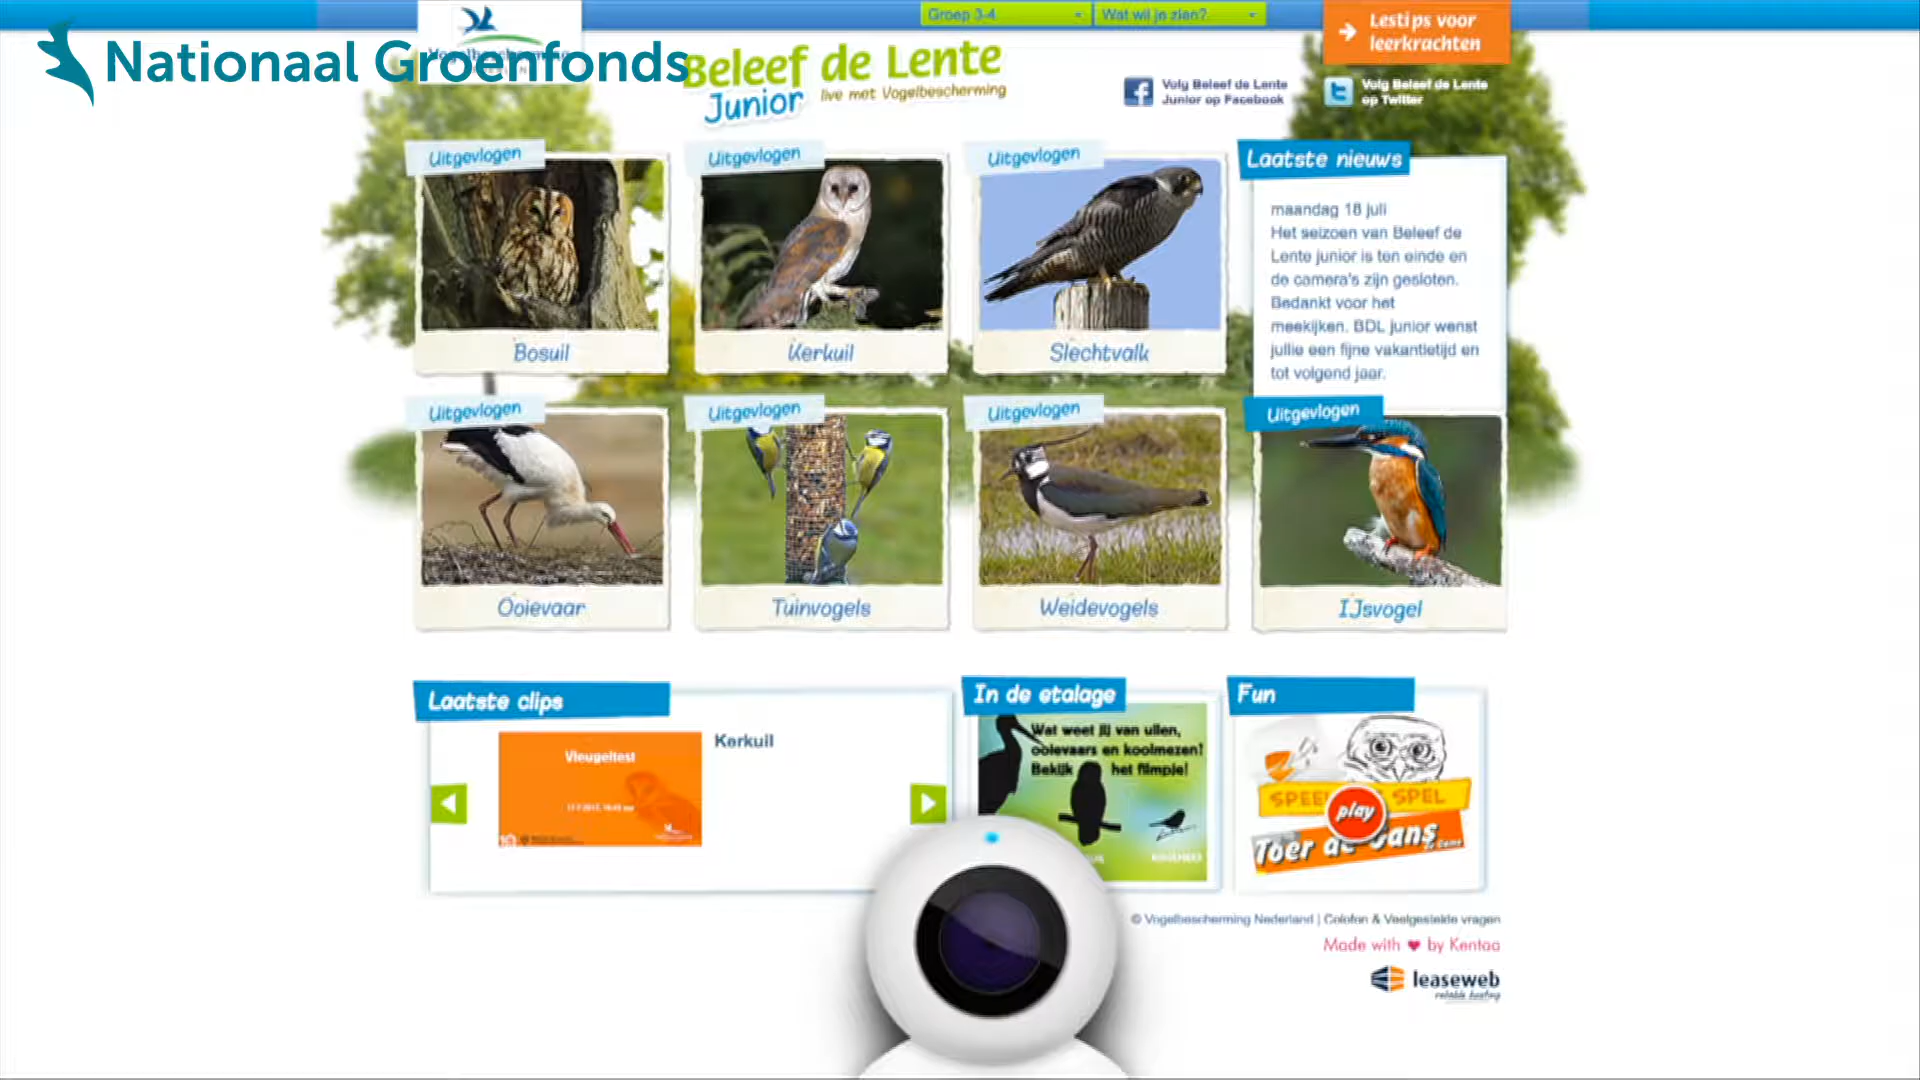 Nationaal Groenfonds
Groep 3-4
Wat wil je zien?
Lestips voor
leerkrachten
Beleef de Lente
Junior
live met Vogelbescherming
Volg Beleef de Lente
Junior op Facebook
Volg Beleef de Lente
op Twitter
Uitgevlogen
Bosuil
Uitgevlogen
Kerkuil
Uitgevlogen
Slechtvalk
Laatste nieuws
maandag 18 juli
Het seizoen van Beleef de
Lente junior is ten einde en
de camera's zijn gesloten.
Bedankt voor het
meekijken. BDL junior wenst
jullie een fijne vakantietijd en
tot volgend jaar.
Uitgevlogen
Ooievaar
Uitgevlogen
Tuinvogels
Uitgevlogen
Weidevogels
Uitgevlogen
IJsvogel
Laatste clips
Vleugeltest
Kerkuil
In de etalage
Wat weet jij van uilen,
ooievaars en koolmezen?
Bekijk het filmpje!
Fun
SPEEL SPEL
play
Toer de Gans
© Vogelbescherming Nederland | Colofon & Veelgestelde vragen
Made with ♥ by Kentaa
leaseweb